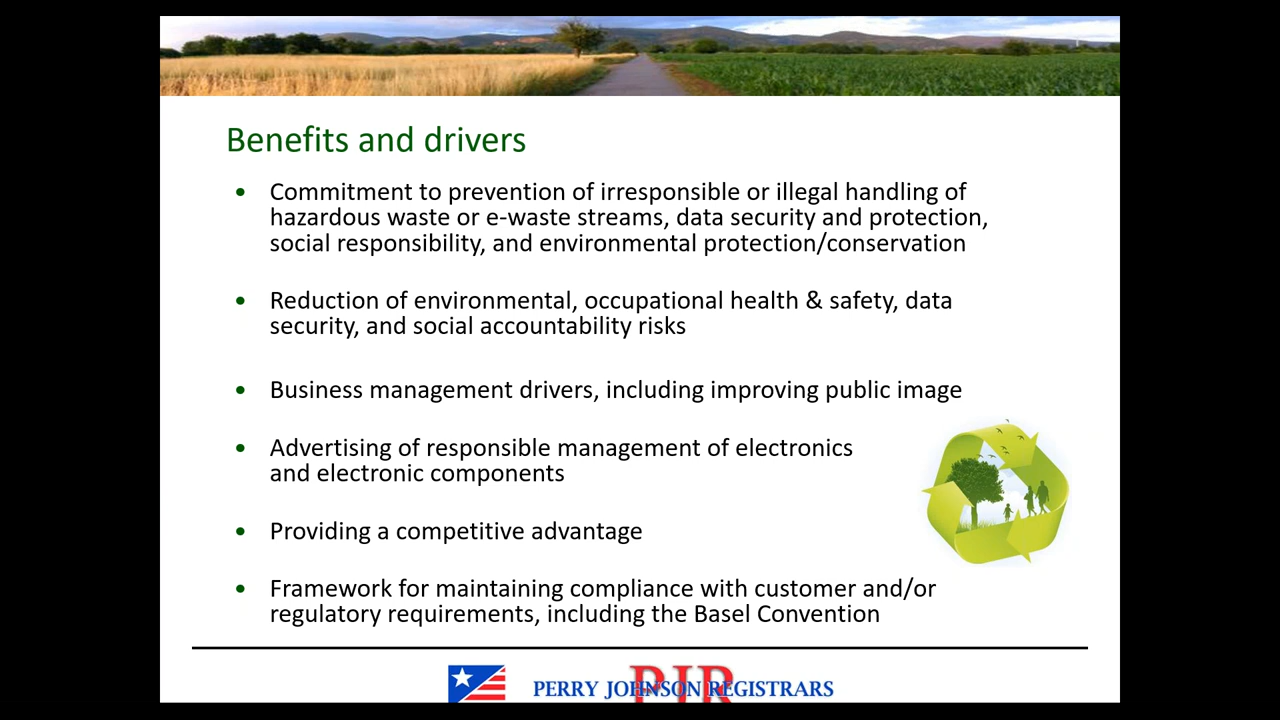 Benefits and drivers
• Commitment to prevention of irresponsible or illegal handling of
hazardous waste or e-waste streams, data security and protection,
social responsibility, and environmental protection/conservation
• Reduction of environmental, occupational health & safety, data
security, and social accountability risks
• Business management drivers, including improving public image
• Advertising of responsible management of electronics
and electronic components
• Providing a competitive advantage
• Framework for maintaining compliance with customer and/or
regulatory requirements, including the Basel Convention
PJR
PERRY JOHNSON REGISTRARS